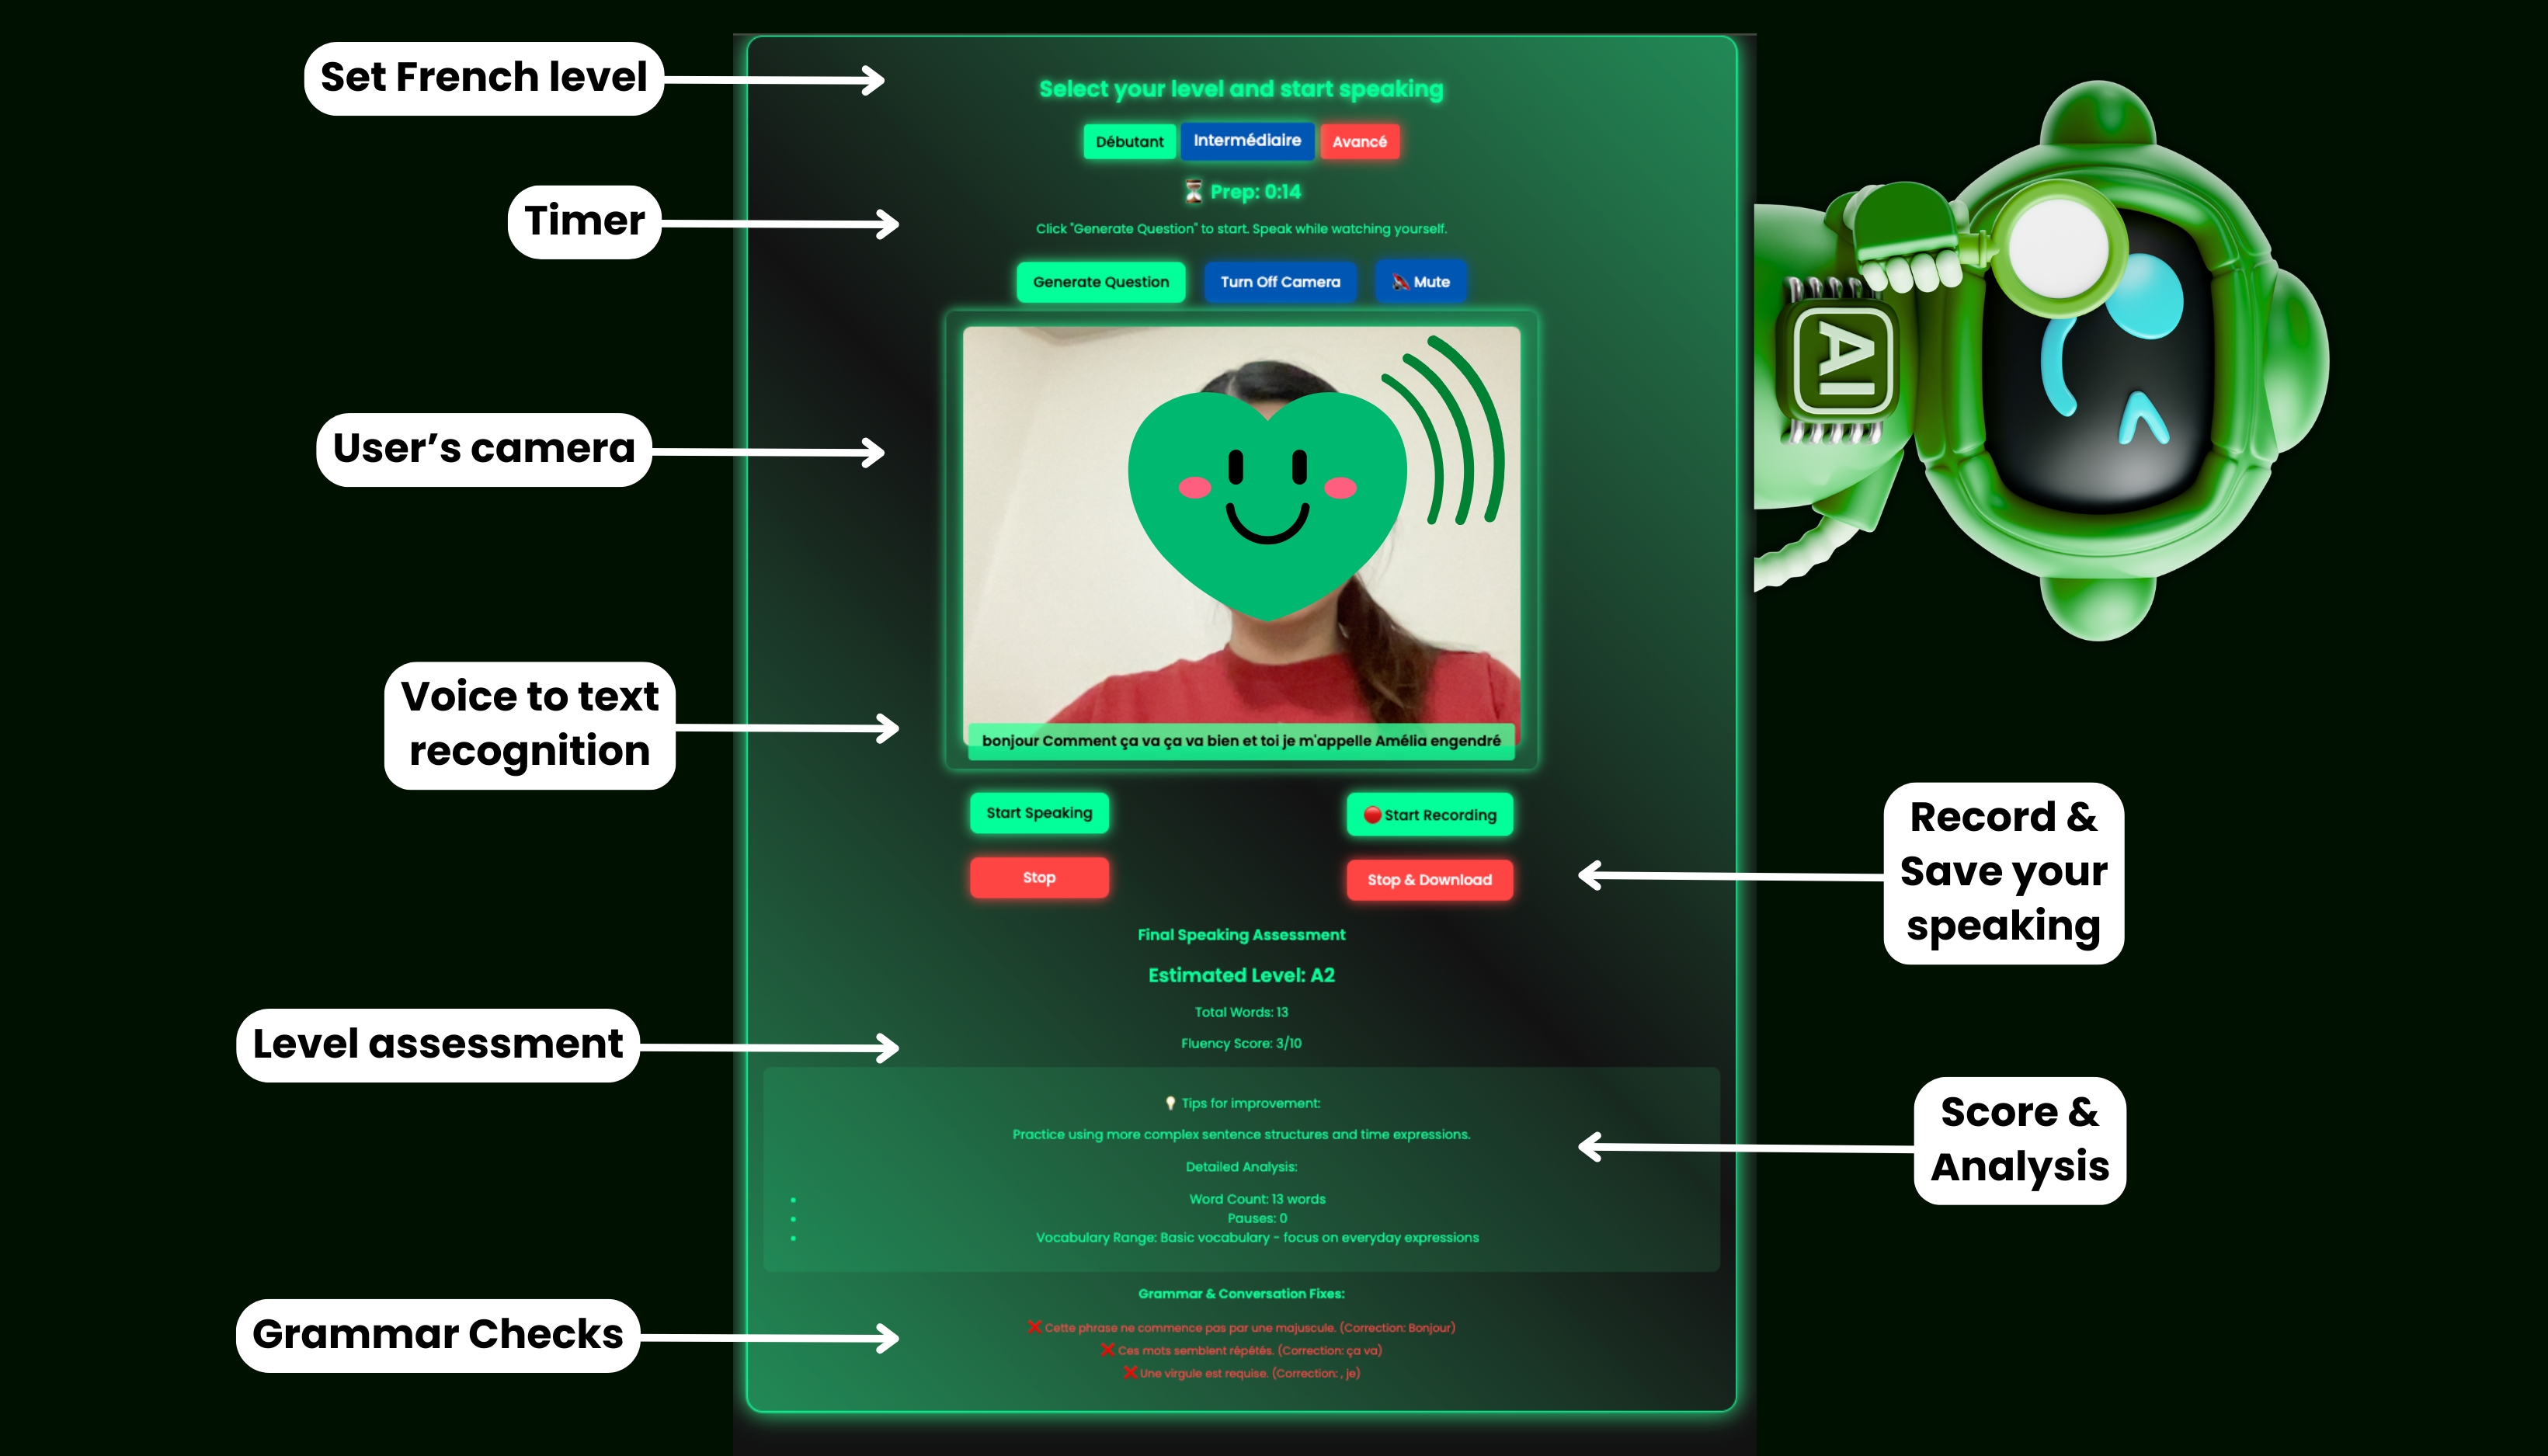 Set French level
Select your level and start speaking
Débutant
Intermédiaire
Avancé
Timer
Prep: 0:14
Click "Generate Question" to start. Speak while watching yourself.
Generate Question
Turn Off Camera
Mute
AI
User's camera
Voice to text
recognition
bonjour Comment ça va ça va bien et toi je m'appelle Amélia engendré
Start Speaking
Start Recording
Stop
Stop & Download
Record &
Save your
speaking
Final Speaking Assessment
Estimated Level: A2
Total Words: 13
Level assessment
Fluency Score: 3/10
Tips for improvement:
Practice using more complex sentence structures and time expressions.
Score &
Analysis
Detailed Analysis:
Word Count: 13 words
Pauses: 0
Vocabulary Range: Basic vocabulary - focus on everyday expressions
Grammar & Conversation Fixes:
Grammar Checks
Cette phrase ne commence pas par une majuscule. (Correction: Bonjour)
Ces mots semblent répétés. (Correction: ça va)
Une virgule est requise. (Correction: , je)